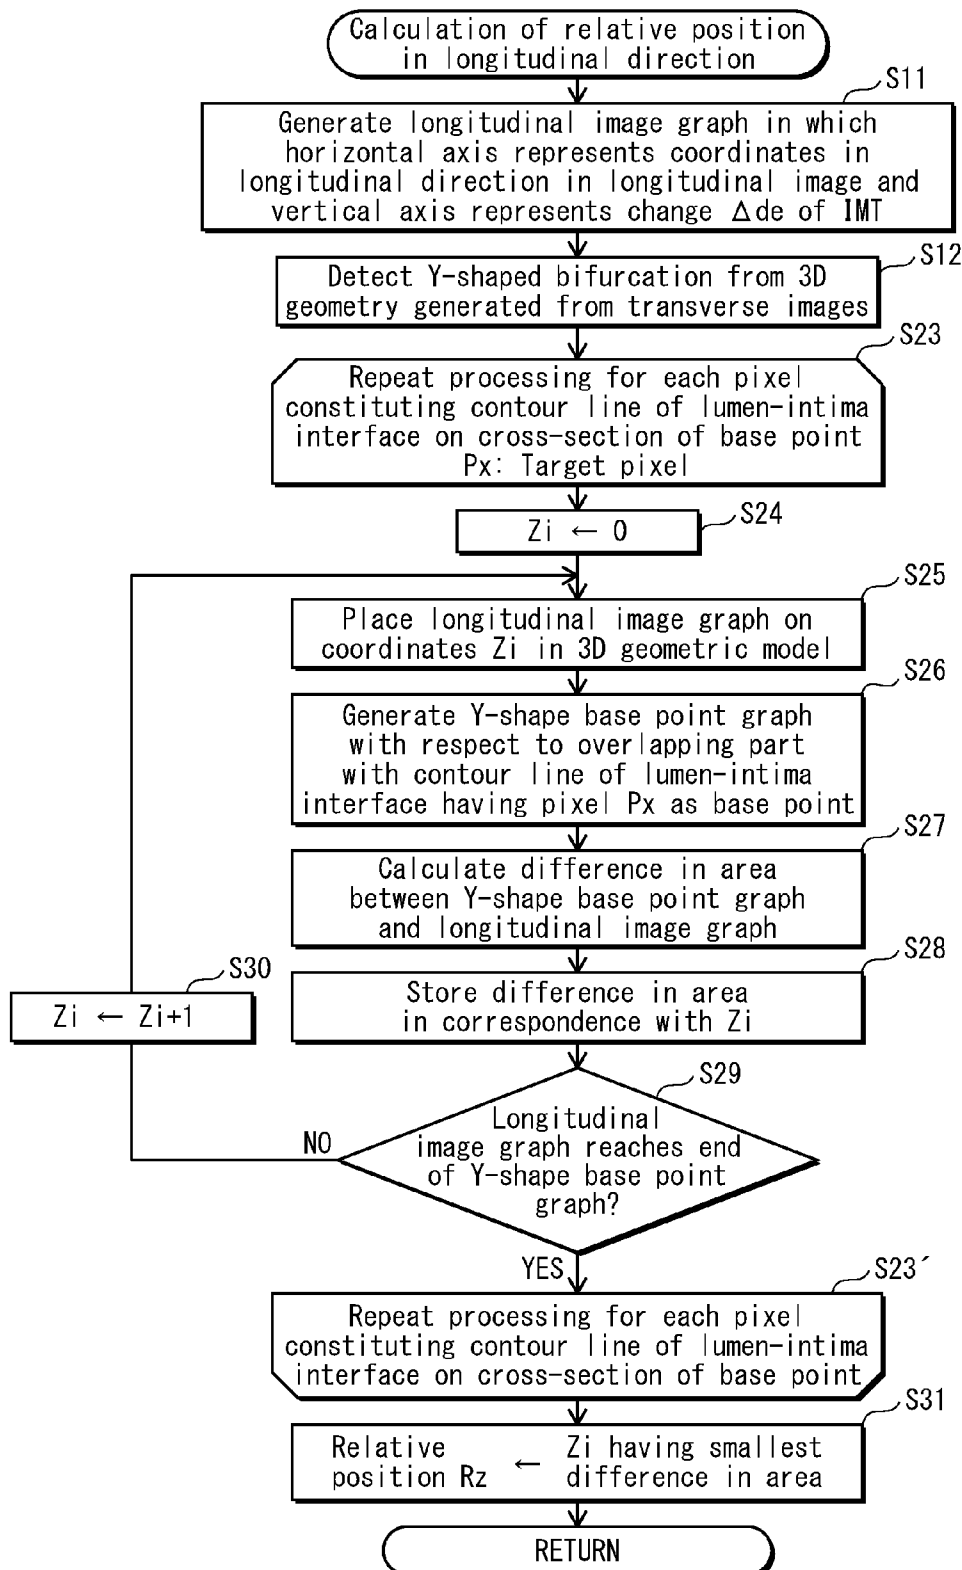 Calculation of relative position
in longitudinal direction
S11
Generate longitudinal image graph in which
horizontal axis represents coordinates in
longitudinal direction in longitudinal image and
vertical axis represents change Δde of IMT
S12
Detect Y-shaped bifurcation from 3D
geometry generated from transverse images
S23
Repeat processing for each pixel
constituting contour line of lumen-intima
interface on cross-section of base point
Px: Target pixel
S24
Zi ← 0
S25
Place longitudinal image graph on
coordinates Zi in 3D geometric model
S26
Generate Y-shape base point graph
with respect to overlapping part
with contour line of lumen-intima
interface having pixel Px as base point
S27
Calculate difference in area
between Y-shape base point graph
and longitudinal image graph
S28
Store difference in area
in correspondence with Zi
S30
Zi ← Zi+1
S29
Longitudinal
image graph reaches end
of Y-shape base point
graph?
NO
YES
S23´
Repeat processing for each pixel
constituting contour line of lumen-intima
interface on cross-section of base point
S31
Relative position Rz ← Zi having smallest difference in area
RETURN